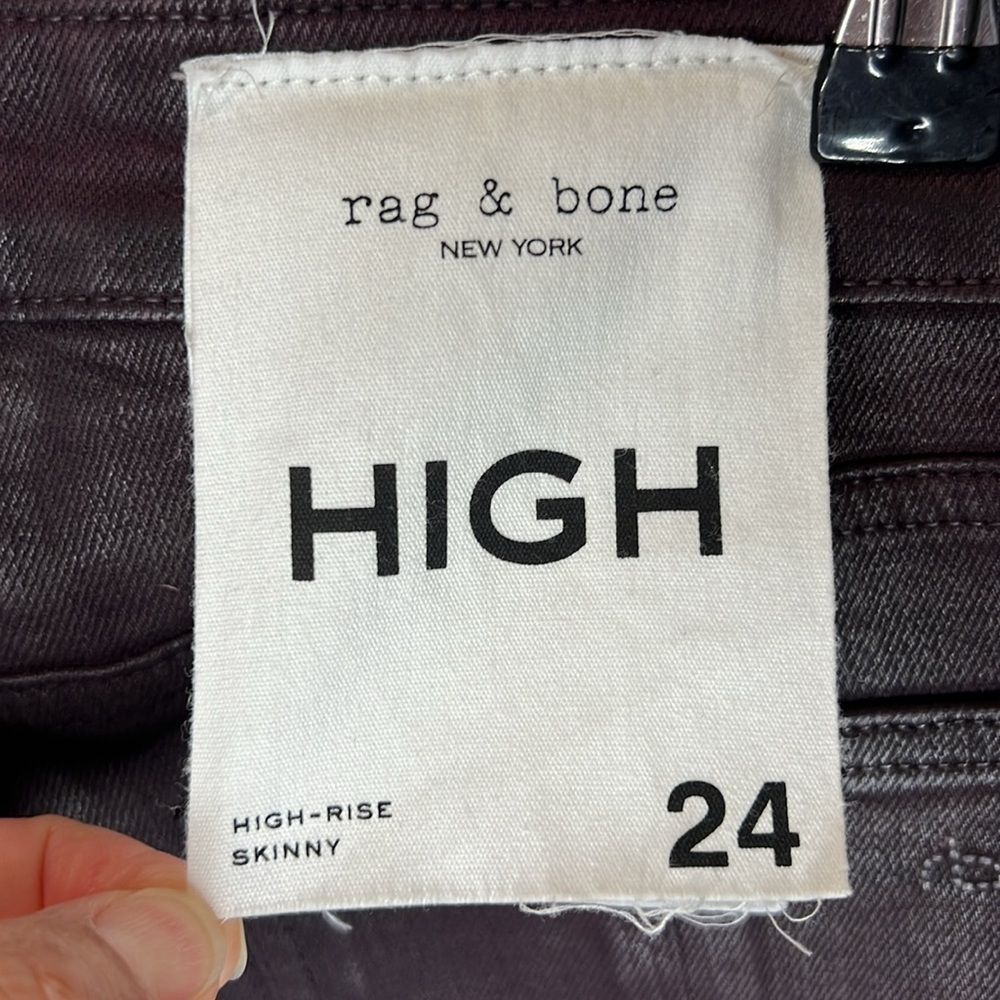 rag & bone
NEW YORK
HIGH
HIGH-RISE
SKINNY
24